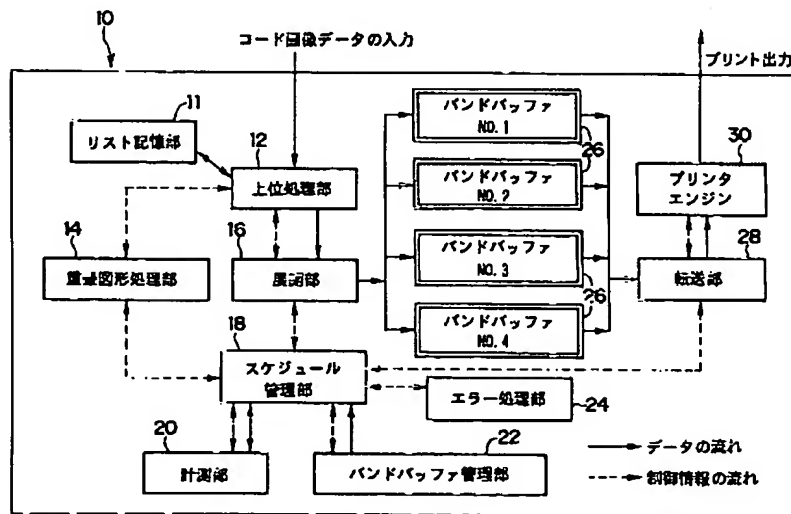 10
コード画像データの入力
プリント出力
11
リスト記憶部
12
上位処理部
バンドバッファ
NO.1
26
バンドバッファ
NO.2
30
プリンタ
エンジン
14
重畳図形処理部
16
展開部
バンドバッファ
NO.3
26
バンドバッファ
NO.4
28
転送部
18
スケジュール
管理部
エラー処理部
24
20
計測部
22
バンドバッファ管理部
データの流れ
制御情報の流れ